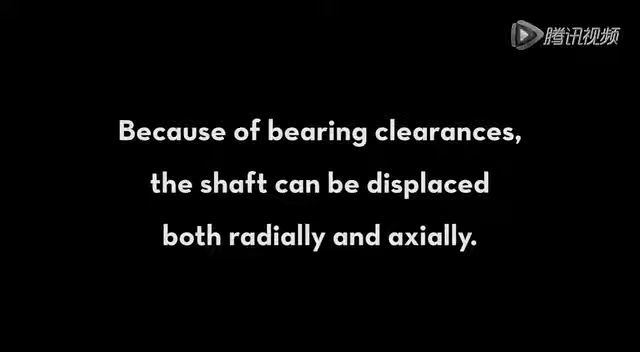 腾讯视频
Because of bearing clearances,
the shaft can be displaced
both radially and axially.